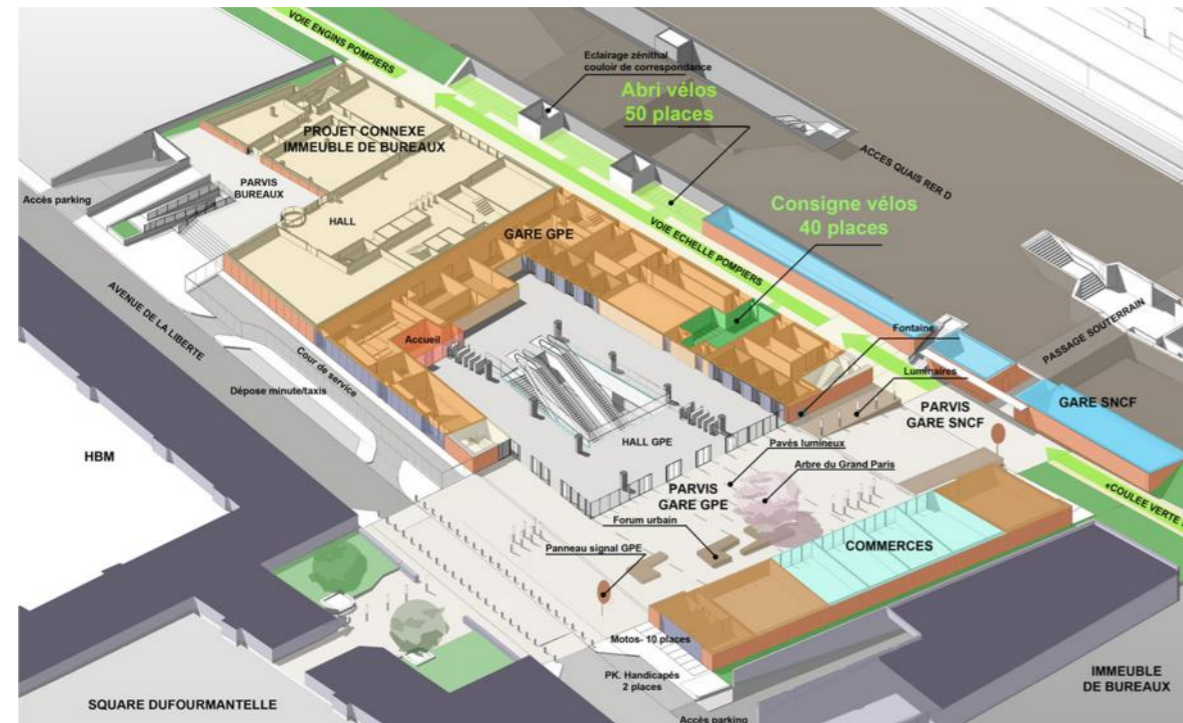 VOIE ENGINS POMPIERS
Eclairage zénithal
couloir de correspondance
Abri vélos
50 places
PROJET CONNEXE
IMMEUBLE DE BUREAUX
ACCES QUAIS RER D
PARVIS
BUREAUX
Accès parking
HALL
Consigne vélos
40 places
GARE GPE
VOIE ECHELLE POMPIERS
AVENUE DE LA LIBERTE
Accueil
Fontaine
PASSAGE SOUTERRAIN
Cour de service
Luminaires
Dépose minute/taxis
PARVIS
GARE SNCF
GARE SNCF
HALL GPE
Pavés lumineux
HBM
Arbre du Grand Paris
PARVIS
GARE GPE
«COULEE VERTE
Forum urbain
COMMERCES
Panneau signal GPE
Motos- 10 places
PK. Handicapés
2 places
IMMEUBLE
DE BUREAUX
SQUARE DUFOURMANTELLE
Accès parking